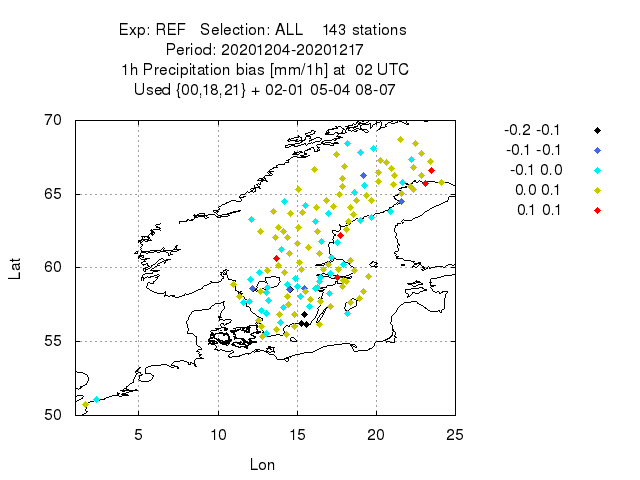 Exp: REF   Selection: ALL    143 stations
Period: 20201204-20201217
1h Precipitation bias [mm/1h] at  02 UTC
Used {00,18,21} + 02-01 05-04 08-07
-0.2 -0.1
-0.1 -0.1
-0.1 0.0
0.0 0.1
0.1 0.1
70
65
60
55
50
Lat
5 10 15 20 25
Lon